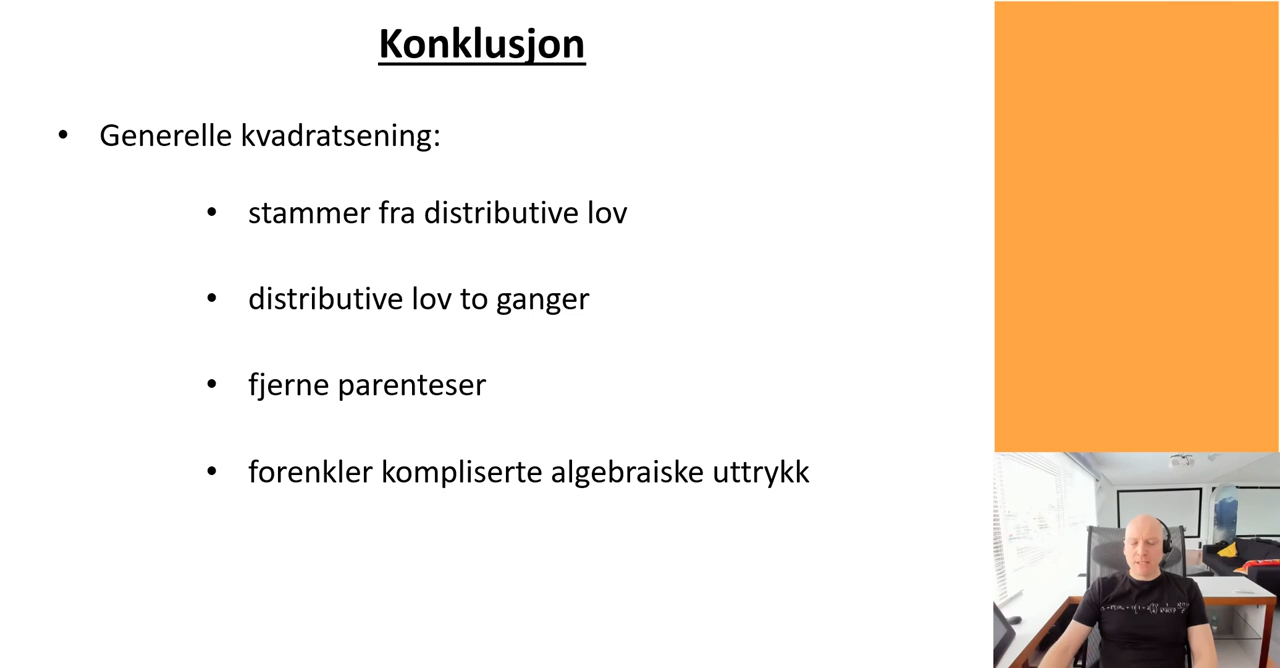 Konklusjon
• Generelle kvadratsening:
• stammer fra distributive lov
• distributive lov to ganger
• fjerne parenteser
• forenkler kompliserte algebraiske uttrykk